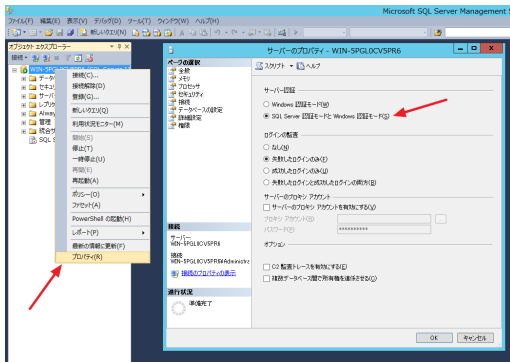 Microsoft SQL Server Management S
ファイル(F) 編集(E) 表示(V) デバッグ(D) ツール(T) ウィンドウ(W) ヘルプ(H)
新しいクエリ(N)
オブジェクト エクスプローラー
接続
接続(C)...
接続解除(D)
登録(G)...
新しいクエリ(Q)
利用状況モニター(M)
開始(S)
停止(T)
一時停止(U)
再開(E)
再起動(A)
ポリシー(O)
ファセット(A)
PowerShell の起動(H)
レポート(P)
最新の情報に更新(F)
プロパティ(R)
サーバーのプロパティ - WIN-5PGL0CV5PR6
ページの選択
全般
メモリ
プロセッサ
セキュリティ
接続
データベースの設定
詳細設定
権限
スクリプト
ヘルプ
サーバー認証
Windows 認証モード(W)
SQL Server 認証モードと Windows 認証モード(S)
ログインの監査
なし(N)
失敗したログインのみ(F)
成功したログインのみ(U)
失敗したログインと成功したログインの両方(B)
サーバーのプロキシ アカウント
サーバーのプロキシ アカウントを有効にする(V)
プロキシ アカウント(P):
パスワード(P):
**********
オプション
C2 監査トレースを有効にする(E)
複数データベース間で所有権を連係させる(C)
接続
サーバー:
WIN-5PGL0CV5PR6
接続:
WIN-5PGL0CV5PR6\Administra
接続のプロパティの表示
進行状況
準備完了
OK
キャンセル